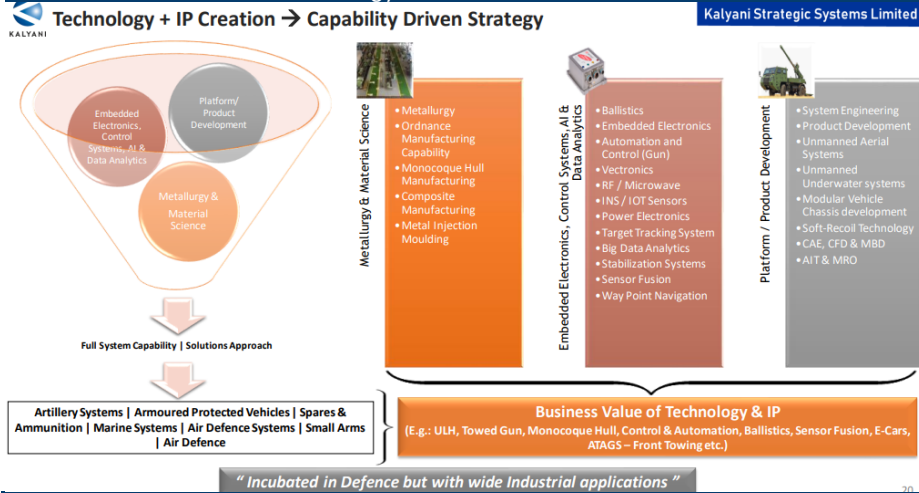 Technology + IP Creation → Capability Driven Strategy
Kalyani Strategic Systems Limited
KALYANI
Embedded
Electronics,
Control
Systems, AI &
Data Analytics
Platform/
Product
Development
Metallurgy &
Material
Science
Full System Capability | Solutions Approach
Artillery Systems | Armoured Protected Vehicles | Spares &
Ammunition | Marine Systems | Air Defence Systems | Small Arms
| Air Defence
Metallurgy & Material Science
• Metallurgy
• Ordnance
Manufacturing
Capability
• Monocoque Hull
Manufacturing
• Composite
Manufacturing
• Metal Injection
Moulding
Embedded Electronics, Control Systems, AI &
Data Analytics
• Ballistics
• Embedded Electronics
• Automation and
Control (Gun)
• Vectronics
• RF / Microwave
• INS / IOT Sensors
• Power Electronics
• Target Tracking System
• Big Data Analytics
• Stabilization Systems
• Sensor Fusion
• Way Point Navigation
Platform / Product Development
• System Engineering
• Product Development
• Unmanned Aerial
Systems
• Unmanned
Underwater systems
• Modular Vehicle
Chassis development
• Soft-Recoil Technology
• CAE, CFD & MBD
• AIT & MRO
Business Value of Technology & IP
(E.g.: ULH, Towed Gun, Monocoque Hull, Control & Automation, Ballistics, Sensor Fusion, E-Cars,
ATAGS – Front Towing etc.)
“ Incubated in Defence but with wide Industrial applications ”
20